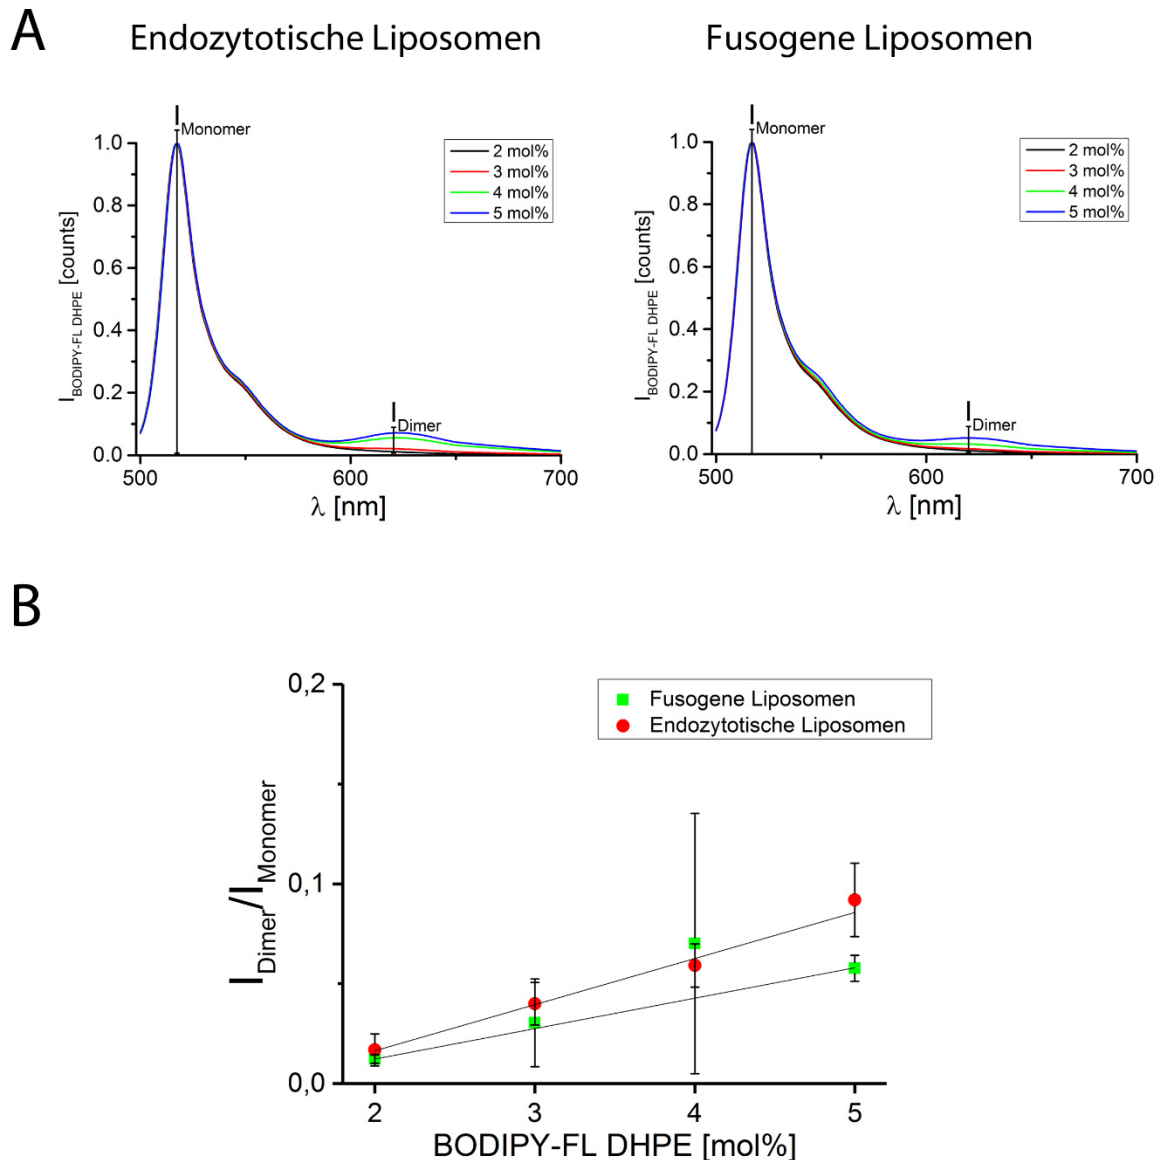 A
Endozytotische Liposomen
Fusogene Liposomen
I Monomer
I Dimer
2 mol%
3 mol%
4 mol%
5 mol%
1.0
0.8
0.6
0.4
0.2
0.0
I BODIPY-FL DHPE [counts]
500
600
700
λ [nm]
I Monomer
I Dimer
2 mol%
3 mol%
4 mol%
5 mol%
1.0
0.8
0.6
0.4
0.2
0.0
I BODIPY-FL DHPE [counts]
500
600
700
λ [nm]
B
Fusogene Liposomen
Endozytotische Liposomen
0,2
0,1
0,0
I Dimer/I Monomer
2
3
4
5
BODIPY-FL DHPE [mol%]